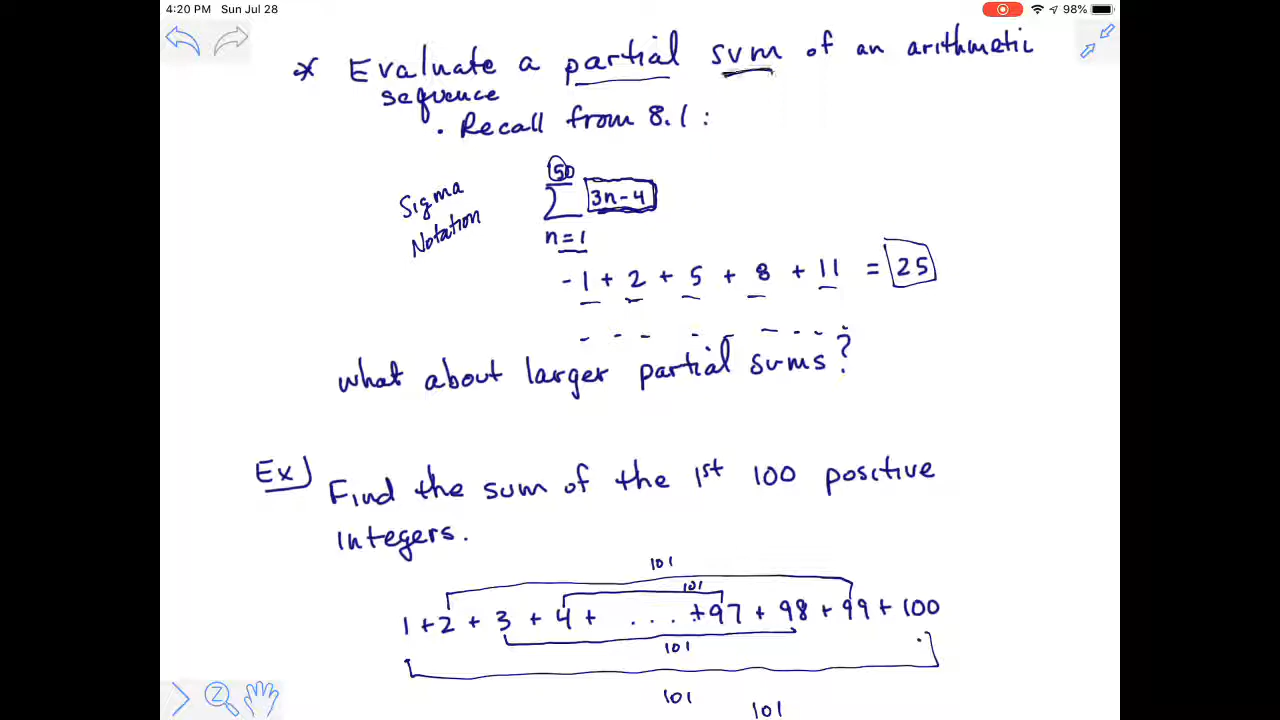 4:20 PM Sun Jul 28 98%
* Evaluate a partial sum of an arithmetic
sequence
• Recall from 8.1:
Sigma
Notation
50
∑ 3n-4
n=1
-1 + 2 + 5 + 8 + 11 = 25
what about larger partial sums?
Ex) Find the sum of the 1st 100 positive
integers.
101
101
1 + 2 + 3 + 4 + .... +97 + 98 + 99 + 100
101
101
101
Z